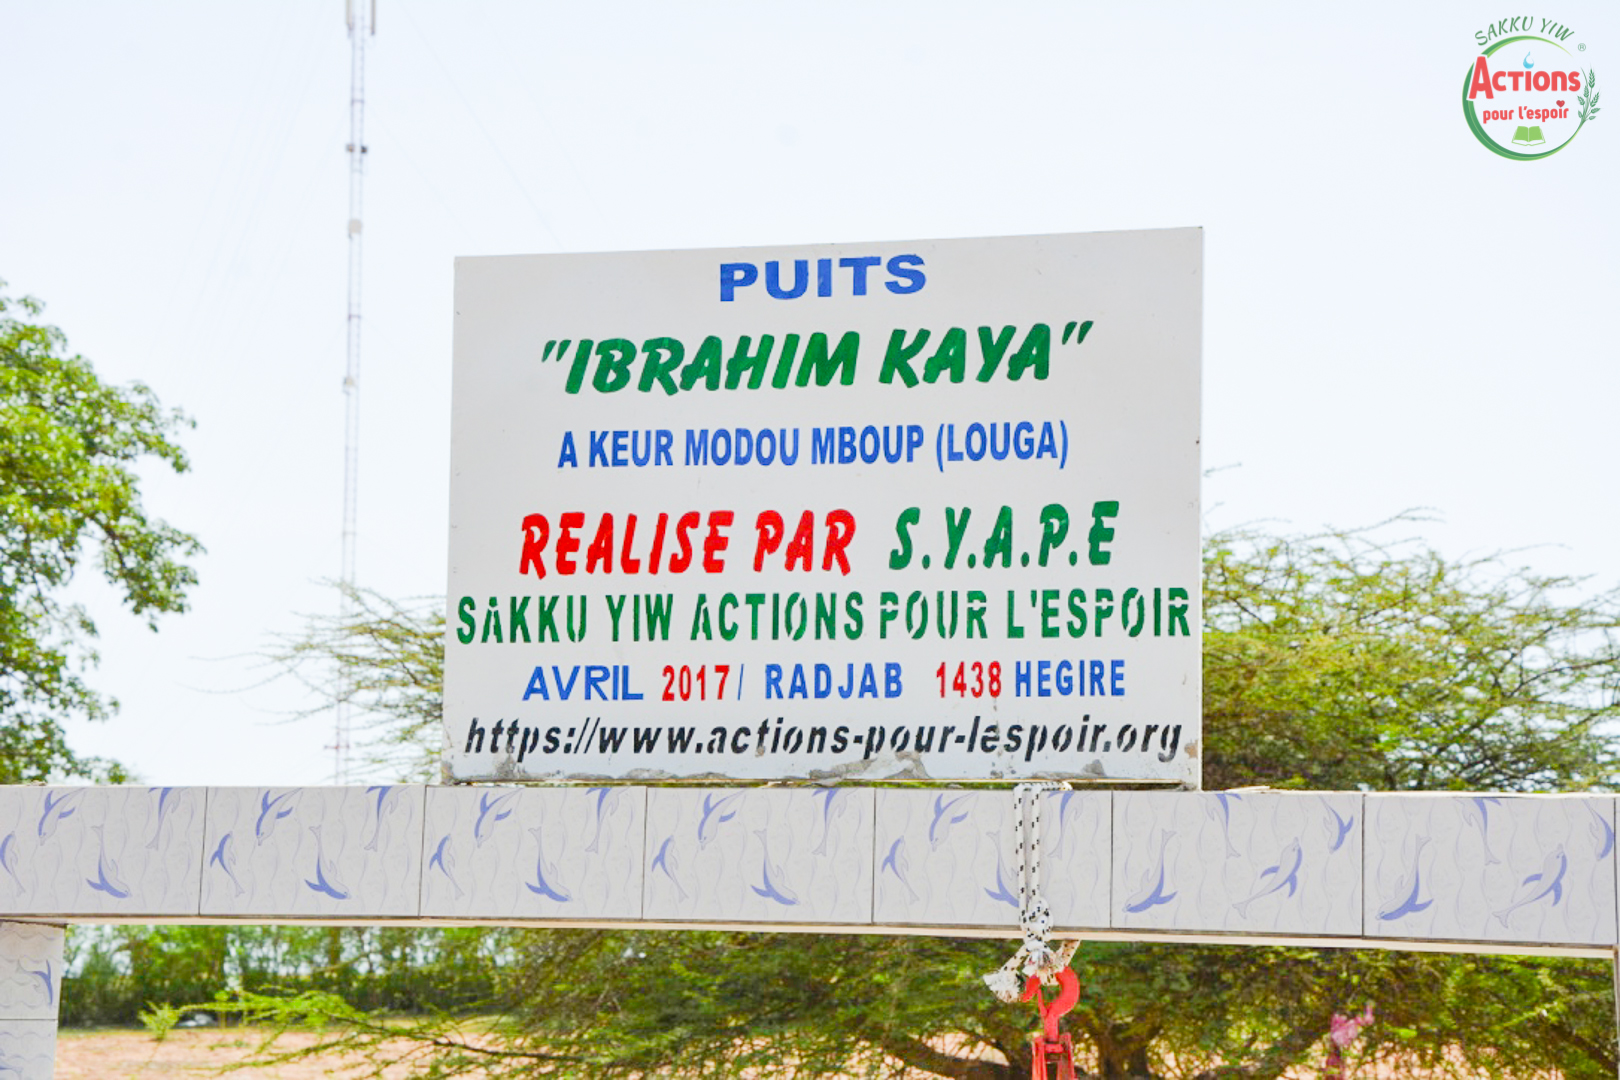 SAKKU YIW
®
ACTIONS
pour l'espoir
PUITS
"IBRAHIM KAYA"
A KEUR MODOU MBOUP (LOUGA)
REALISE PAR S.Y.A.P.E
SAKKU YIW ACTIONS POUR L'ESPOIR
AVRIL 2017/ RADJAB 1438 HEGIRE
https://www.actions-pour-lespoir.org